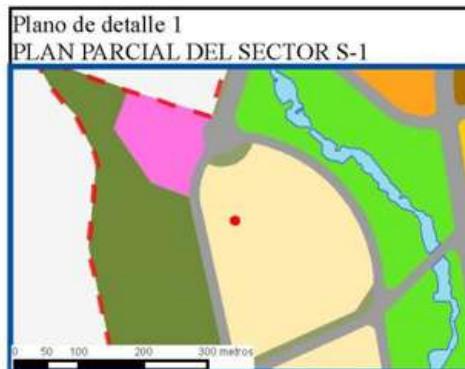 Plano de detalle 1
PLAN PARCIAL DEL SECTOR S-1
0 50 100 200 300 metros